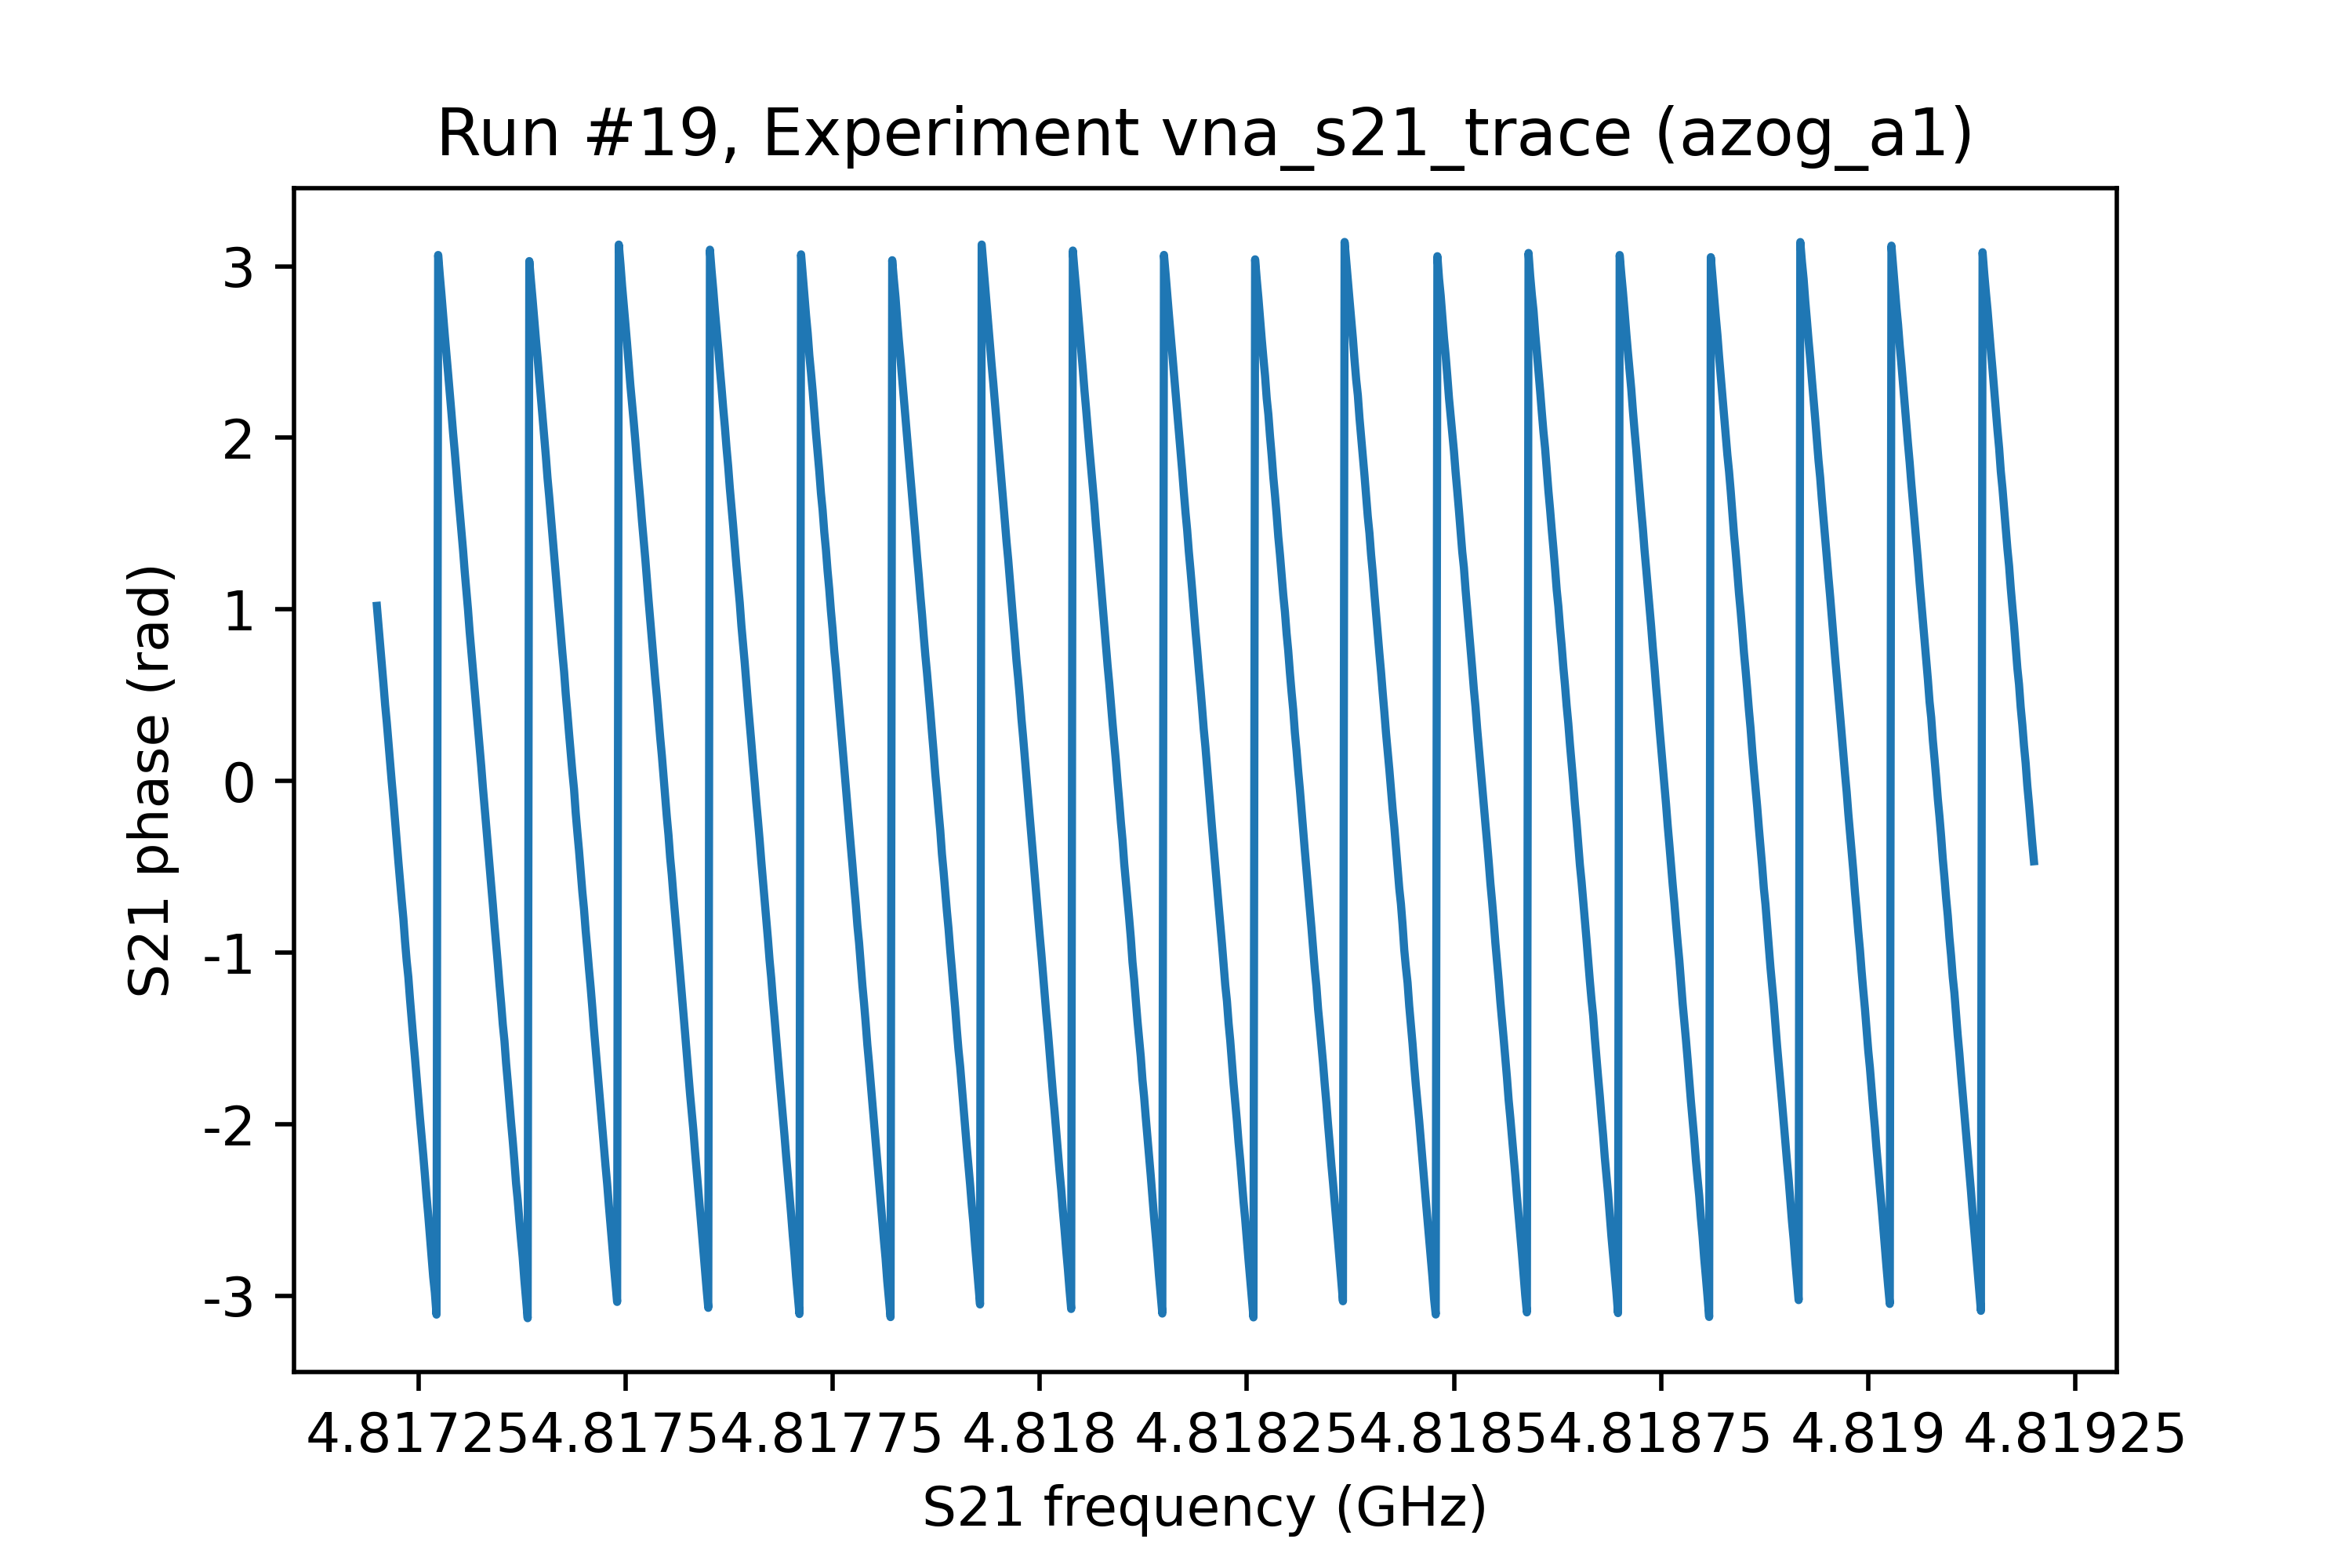 Run #19, Experiment vna_s21_trace (azog_a1)
S21 phase (rad)
3
2
1
0
-1
-2
-3
4.81725 4.8175 4.81775 4.818 4.81825 4.8185 4.81875 4.819 4.81925
S21 frequency (GHz)